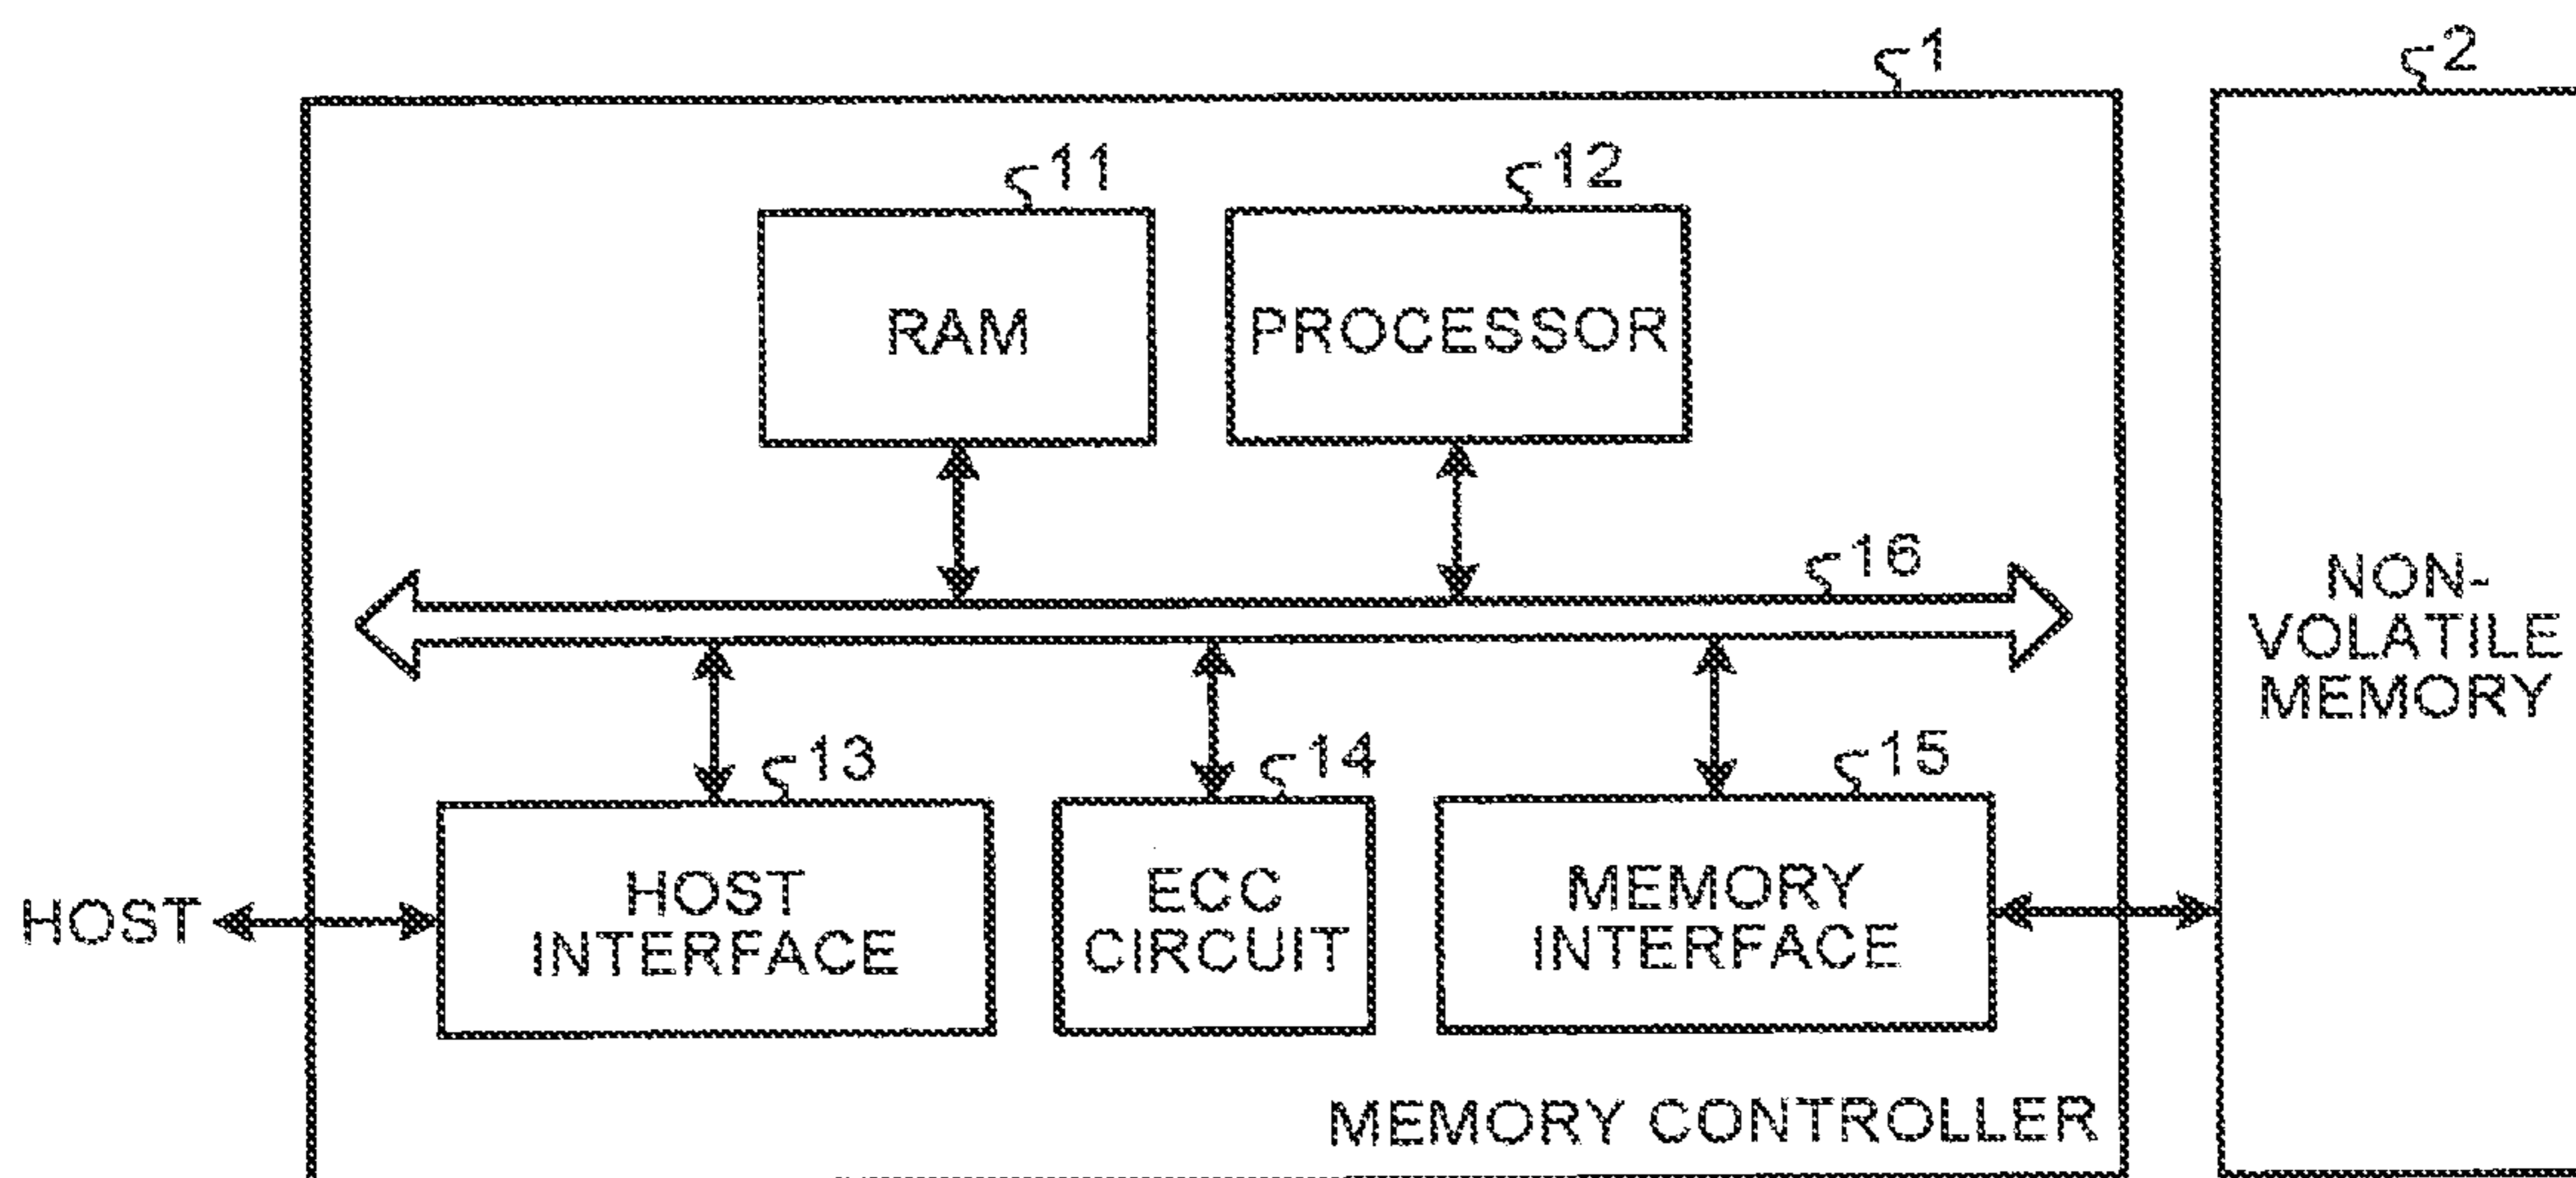 1
2
11
12
RAM
PROCESSOR
16
NON-
VOLATILE
MEMORY
13
14
15
HOST
HOST
INTERFACE
ECC
CIRCUIT
MEMORY
INTERFACE
MEMORY CONTROLLER